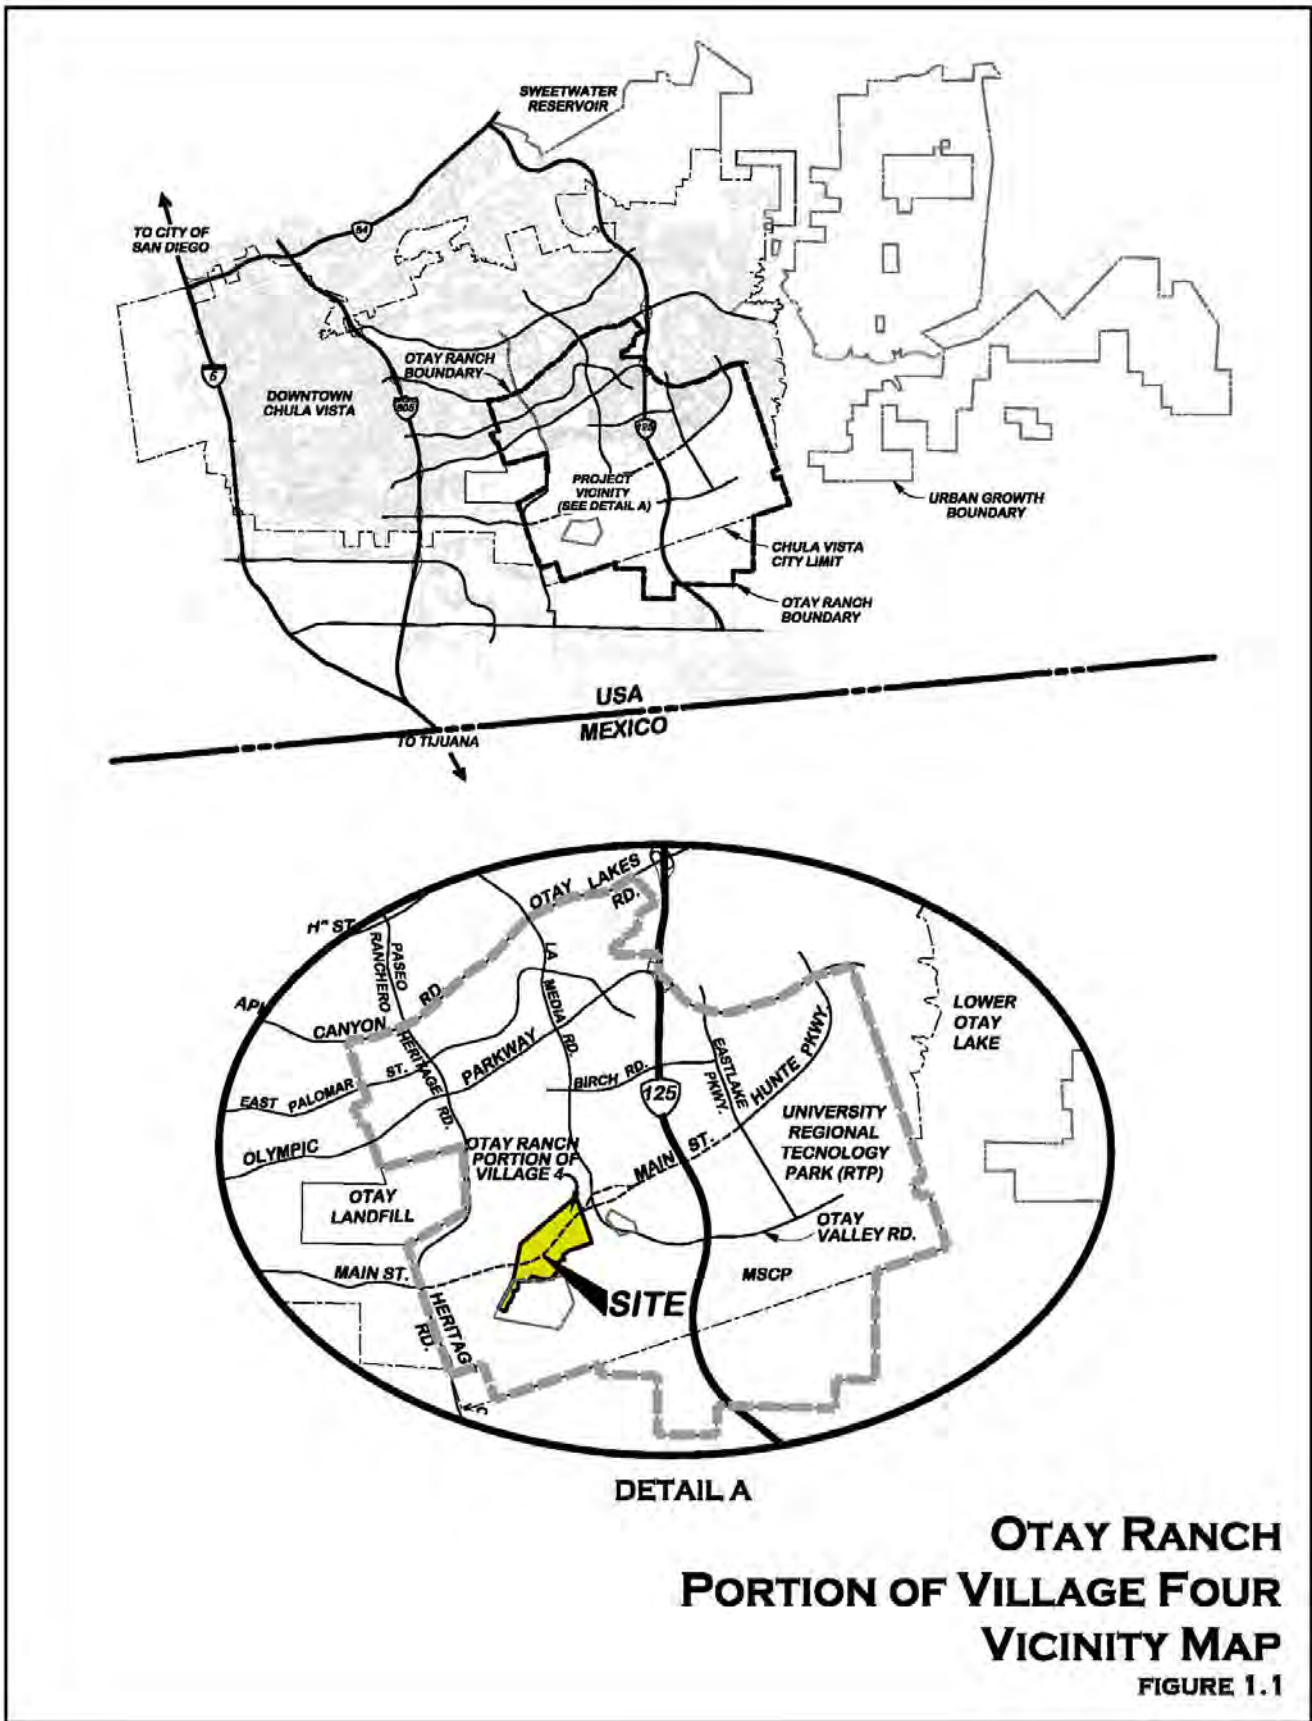 SWEETWATER
RESERVOIR
TO CITY OF
SAN DIEGO
54
5
DOWNTOWN
CHULA VISTA
OTAY RANCH
BOUNDARY
805
125
PROJECT
VICINITY
(SEE DETAIL A)
URBAN GROWTH
BOUNDARY
CHULA VISTA
CITY LIMIT
OTAY RANCH
BOUNDARY
USA
MEXICO
TO TIJUANA
OTAY LAKES
RD.
H" ST.
PASEO
RANCHERO
LA
MEDIA RD.
CANYON RD.
HERITAGE RD.
LOWER
OTAY
LAKE
EAST PALOMAR ST.
PARKWAY
OLYMPIC
BIRCH RD.
125
EASTLAKE
PKWY.
HUNTE PKWY.
MAIN ST.
UNIVERSITY
REGIONAL
TECNOLOGY
PARK (RTP)
OTAY RANCH
PORTION OF
VILLAGE 4
OTAY
LANDFILL
OTAY
VALLEY RD.
MAIN ST.
MSCP
SITE
HERITAG
RD.
DETAIL A
OTAY RANCH
PORTION OF VILLAGE FOUR
VICINITY MAP
FIGURE 1.1